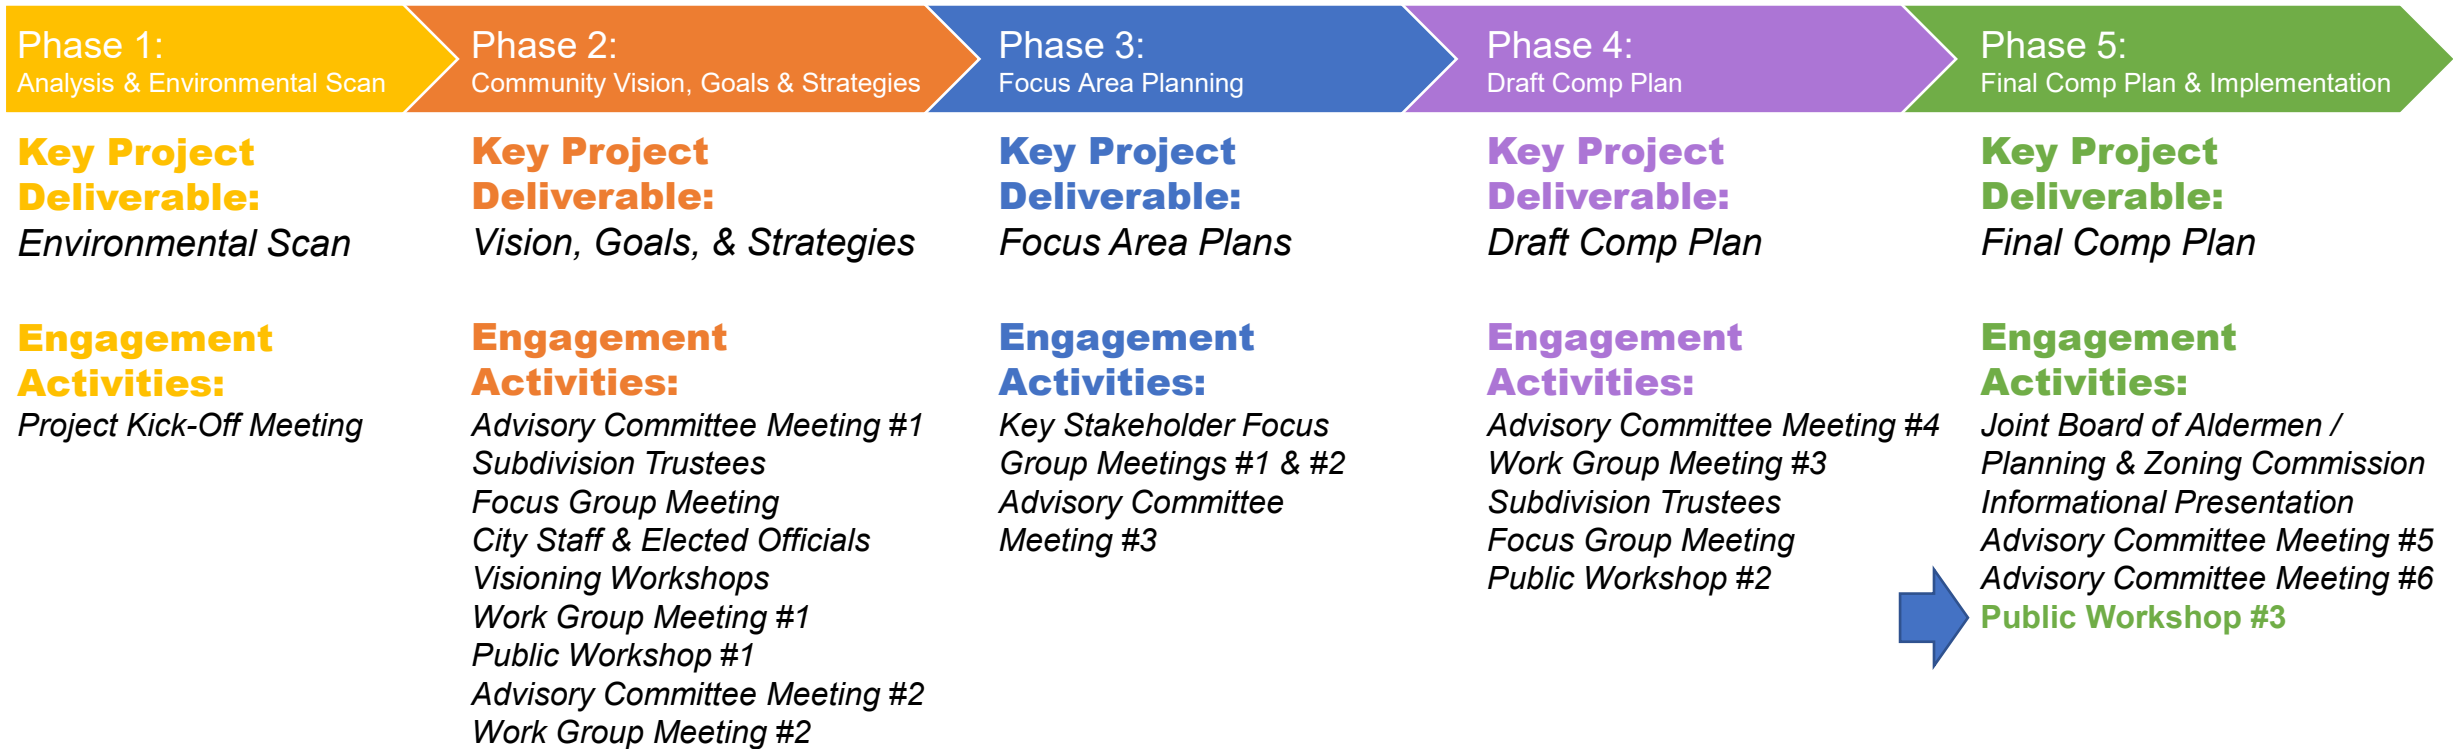 Phase 1:
Analysis & Environmental Scan
Key Project
Deliverable:
Environmental Scan
Engagement
Activities:
Project Kick-Off Meeting
Phase 2:
Community Vision, Goals & Strategies
Key Project
Deliverable:
Vision, Goals, & Strategies
Engagement
Activities:
Advisory Committee Meeting #1
Subdivision Trustees
Focus Group Meeting
City Staff & Elected Officials
Visioning Workshops
Work Group Meeting #1
Public Workshop #1
Advisory Committee Meeting #2
Work Group Meeting #2
Phase 3:
Focus Area Planning
Key Project
Deliverable:
Focus Area Plans
Engagement
Activities:
Key Stakeholder Focus
Group Meetings #1 & #2
Advisory Committee
Meeting #3
Phase 4:
Draft Comp Plan
Key Project
Deliverable:
Draft Comp Plan
Engagement
Activities:
Advisory Committee Meeting #4
Work Group Meeting #3
Subdivision Trustees
Focus Group Meeting
Public Workshop #2
Phase 5:
Final Comp Plan & Implementation
Key Project
Deliverable:
Final Comp Plan
Engagement
Activities:
Joint Board of Aldermen /
Planning & Zoning Commission
Informational Presentation
Advisory Committee Meeting #5
Advisory Committee Meeting #6
Public Workshop #3